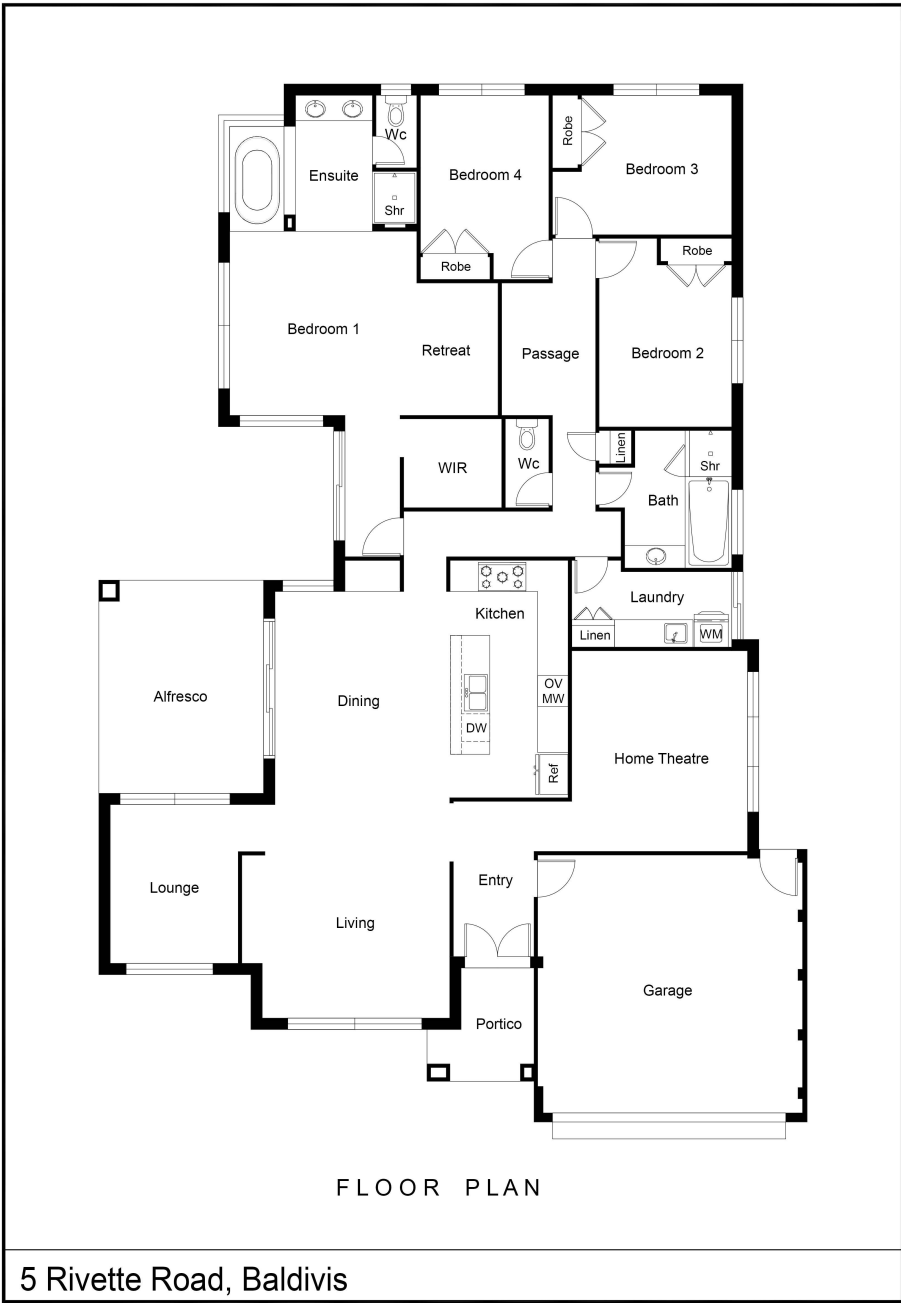 Wc
Robe
Ensuite
Bedroom 4
Bedroom 3
Shr
Robe
Robe
Bedroom 1
Retreat
Passage
Bedroom 2
WIR
Wc
Linen
Shr
Bath
Laundry
Kitchen
Linen
WM
Alfresco
Dining
OV
MW
DW
Home Theatre
Ref
Lounge
Entry
Living
Garage
Portico
FLOOR PLAN
5 Rivette Road, Baldivis